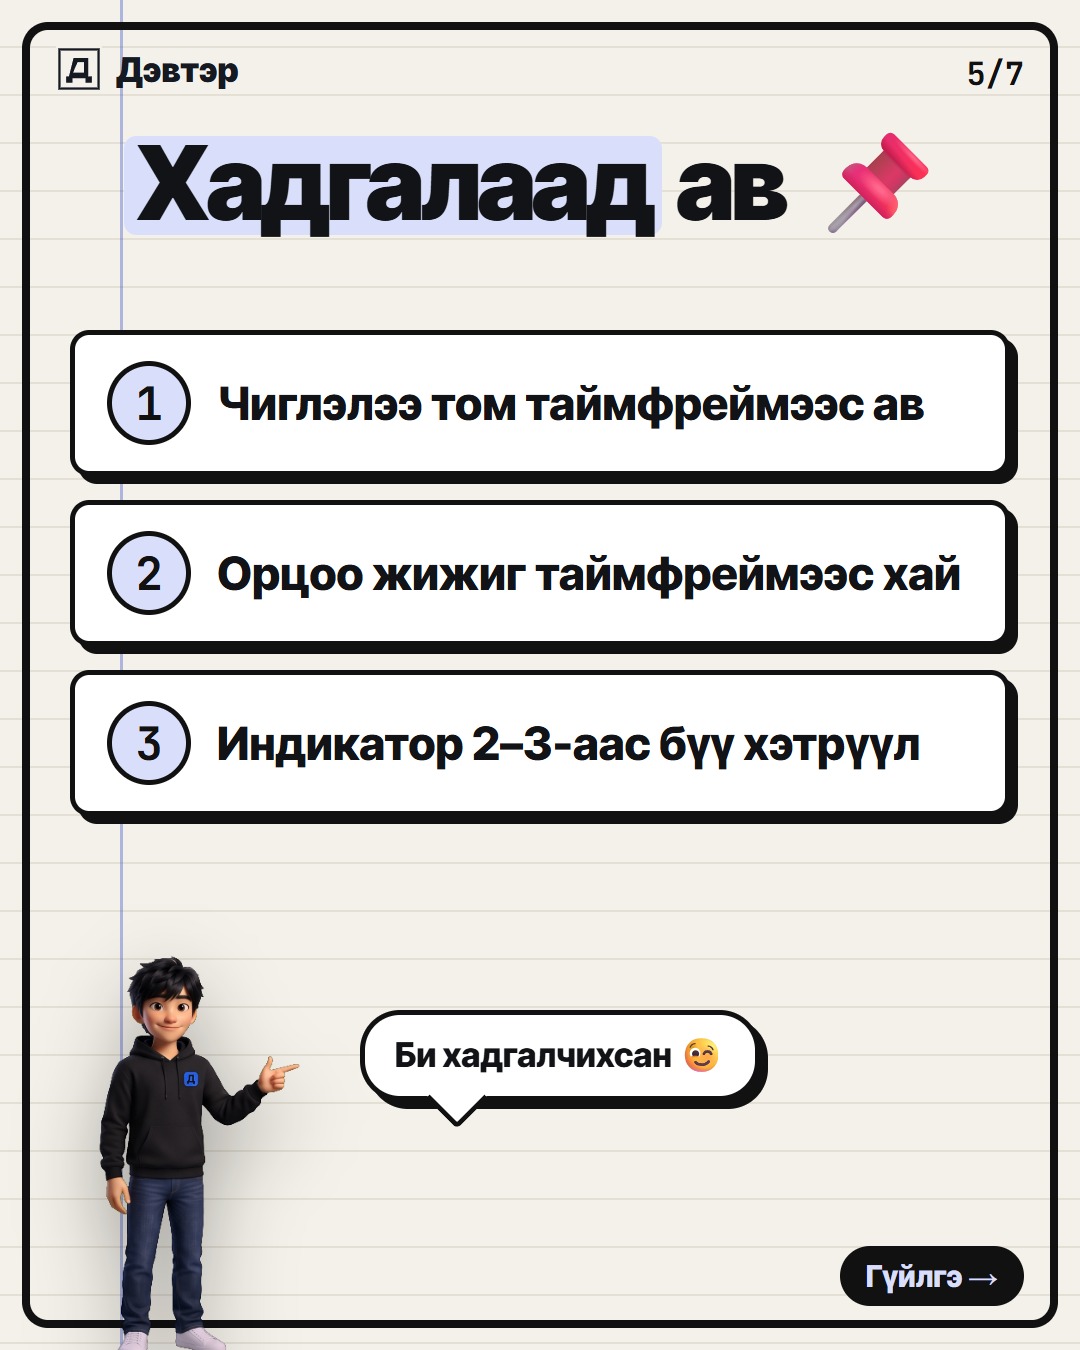 Д Дэвтэр
5/7
Хадгалаад ав 📌
1 Чиглэлээ том таймфреймээс ав
2 Орцоо жижиг таймфреймээс хай
3 Индикатор 2–3-аас бүү хэтрүүл
Д
Би хадгалчихсан 😉
Гүйлгэ →